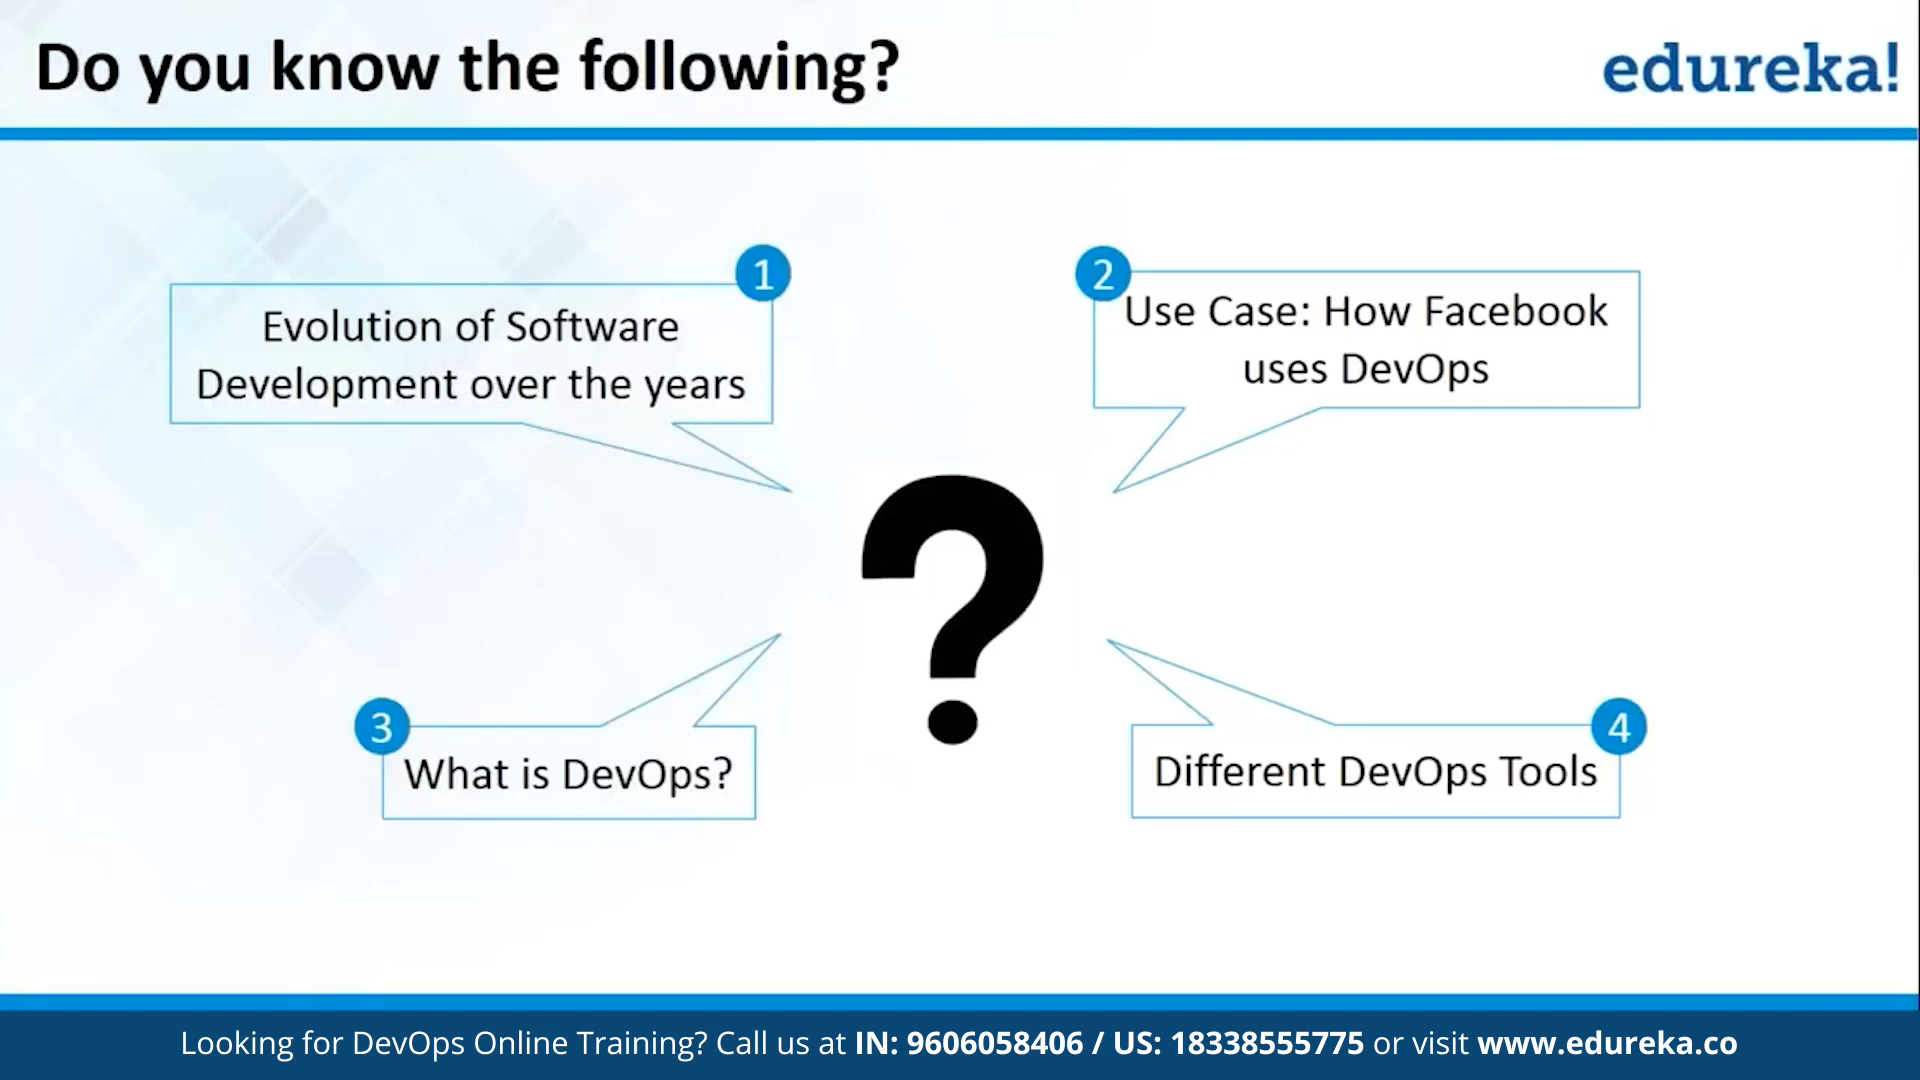 Do you know the following?
edureka!
1
Evolution of Software
Development over the years
2
Use Case: How Facebook
uses DevOps
?
3
What is DevOps?
4
Different DevOps Tools
Looking for DevOps Online Training? Call us at IN: 9606058406 / US: 18338555775 or visit www.edureka.co